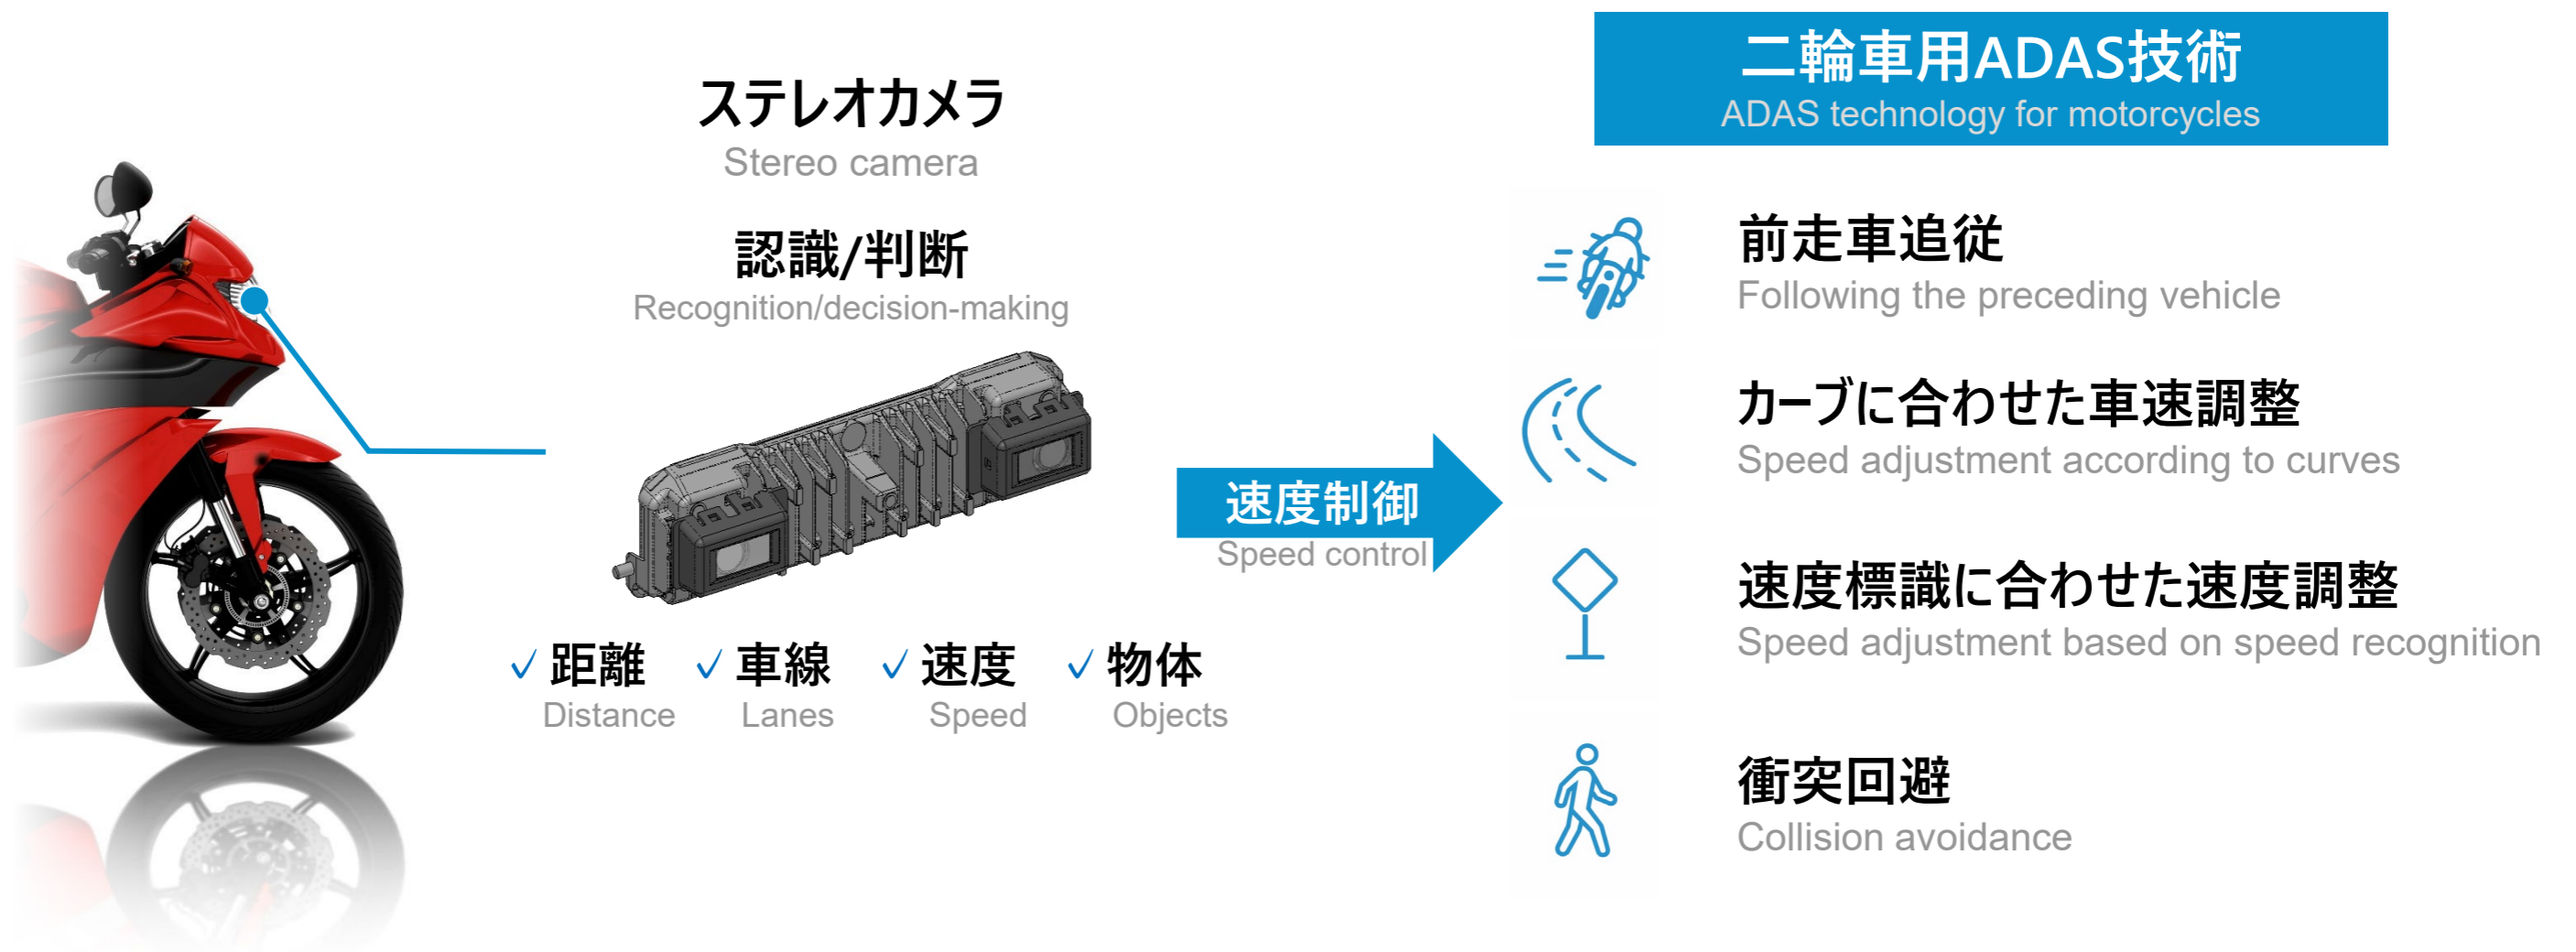 ステレオカメラ
Stereo camera
認識/判断
Recognition/decision-making
✓ 距離
Distance
✓ 車線
Lanes
✓ 速度
Speed
✓ 物体
Objects
速度制御
Speed control
二輪車用ADAS技術
ADAS technology for motorcycles
前走車追従
Following the preceding vehicle
カーブに合わせた車速調整
Speed adjustment according to curves
速度標識に合わせた速度調整
Speed adjustment based on speed recognition
衝突回避
Collision avoidance